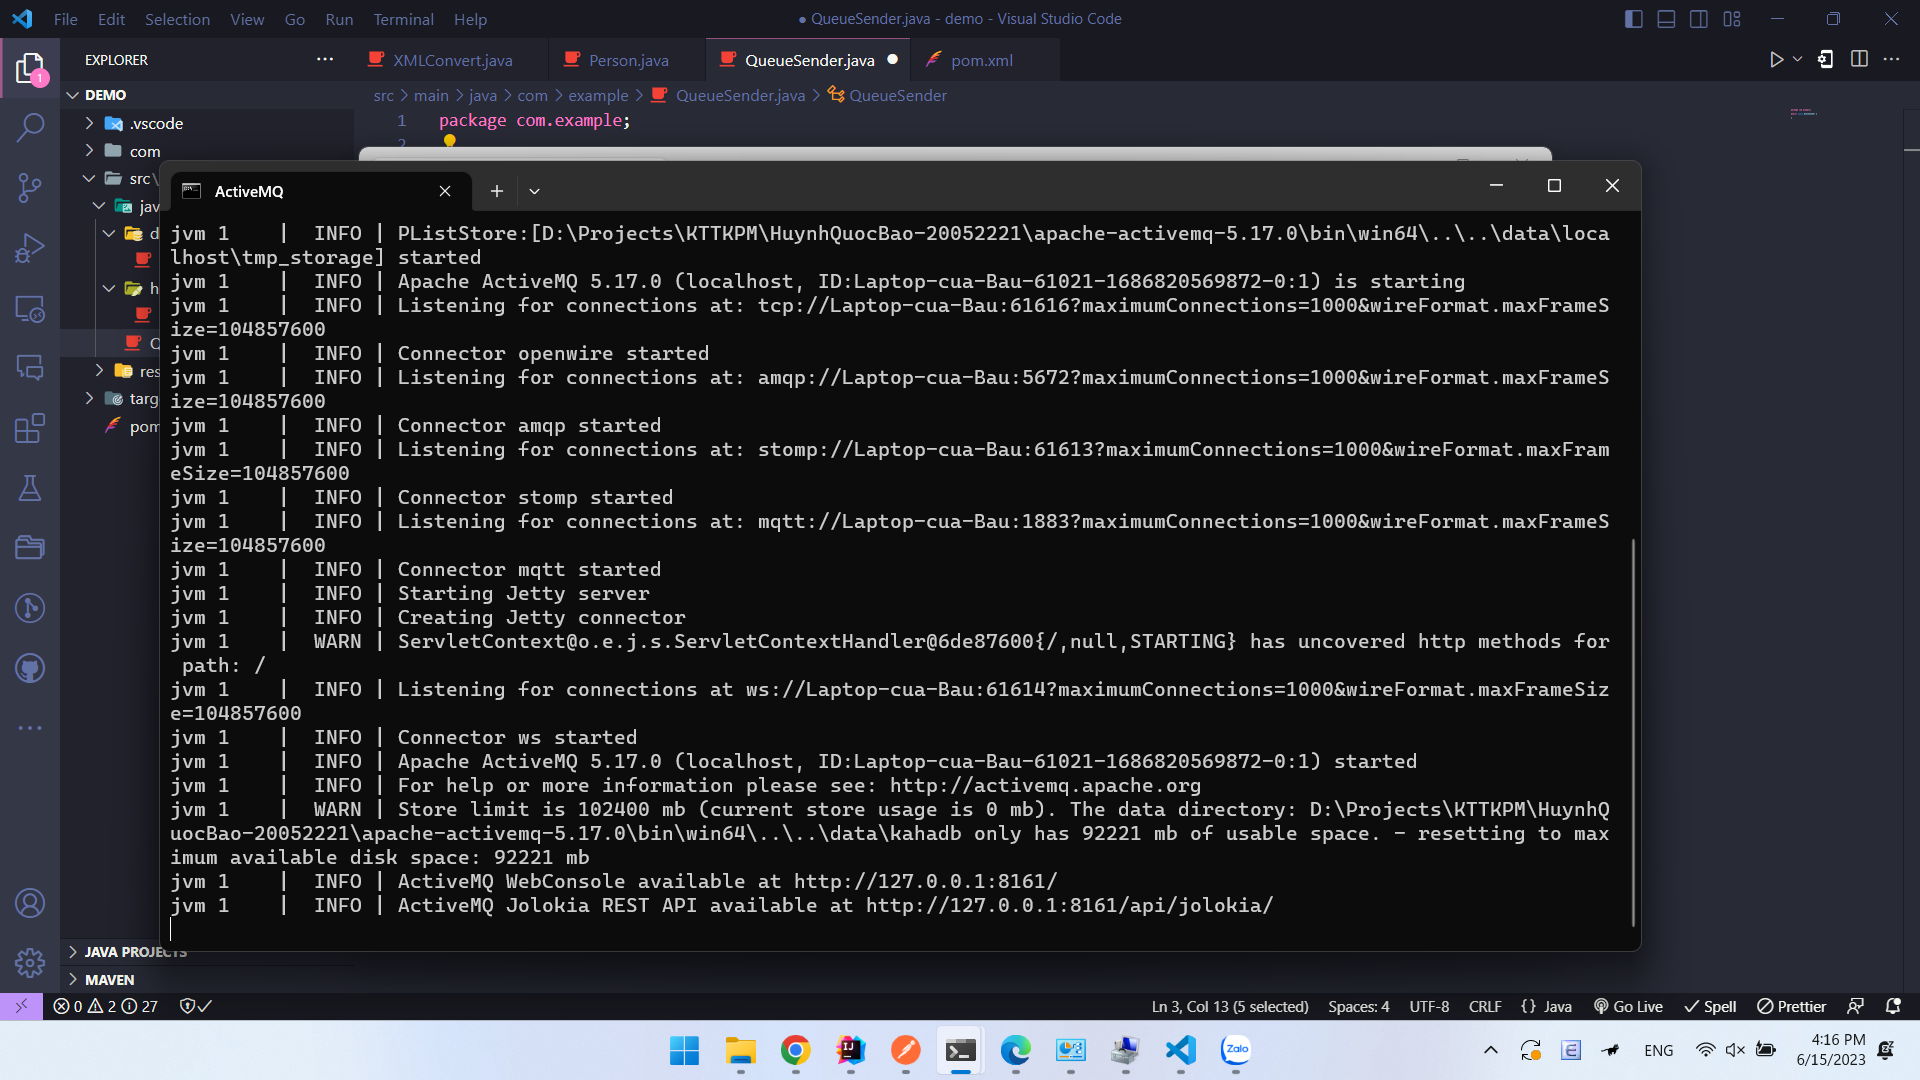 File Edit Selection View Go Run Terminal Help
● QueueSender.java - demo - Visual Studio Code
EXPLORER
XMLConvert.java
Person.java
QueueSender.java
pom.xml
DEMO
src > main > java > com > example > QueueSender.java > QueueSender
.vscode
com
src\
jav
d
h
Q
res
targ
pom
1 package com.example;
2
ActiveMQ
jvm 1 | INFO | PListStore:[D:\Projects\KTTKPM\HuynhQuocBao-20052221\apache-activemq-5.17.0\bin\win64\..\..\data\loca
lhost\tmp_storage] started
jvm 1 | INFO | Apache ActiveMQ 5.17.0 (localhost, ID:Laptop-cua-Bau-61021-1686820569872-0:1) is starting
jvm 1 | INFO | Listening for connections at: tcp://Laptop-cua-Bau:61616?maximumConnections=1000&wireFormat.maxFrameS
ize=104857600
jvm 1 | INFO | Connector openwire started
jvm 1 | INFO | Listening for connections at: amqp://Laptop-cua-Bau:5672?maximumConnections=1000&wireFormat.maxFrameS
ize=104857600
jvm 1 | INFO | Connector amqp started
jvm 1 | INFO | Listening for connections at: stomp://Laptop-cua-Bau:61613?maximumConnections=1000&wireFormat.maxFram
eSize=104857600
jvm 1 | INFO | Connector stomp started
jvm 1 | INFO | Listening for connections at: mqtt://Laptop-cua-Bau:1883?maximumConnections=1000&wireFormat.maxFrameS
ize=104857600
jvm 1 | INFO | Connector mqtt started
jvm 1 | INFO | Starting Jetty server
jvm 1 | INFO | Creating Jetty connector
jvm 1 | WARN | ServletContext@o.e.j.s.ServletContextHandler@6de87600{/,null,STARTING} has uncovered http methods for
path: /
jvm 1 | INFO | Listening for connections at ws://Laptop-cua-Bau:61614?maximumConnections=1000&wireFormat.maxFrameSiz
e=104857600
jvm 1 | INFO | Connector ws started
jvm 1 | INFO | Apache ActiveMQ 5.17.0 (localhost, ID:Laptop-cua-Bau-61021-1686820569872-0:1) started
jvm 1 | INFO | For help or more information please see: http://activemq.apache.org
jvm 1 | WARN | Store limit is 102400 mb (current store usage is 0 mb). The data directory: D:\Projects\KTTKPM\HuynhQ
uocBao-20052221\apache-activemq-5.17.0\bin\win64\..\..\data\kahadb only has 92221 mb of usable space. - resetting to max
imum available disk space: 92221 mb
jvm 1 | INFO | ActiveMQ WebConsole available at http://127.0.0.1:8161/
jvm 1 | INFO | ActiveMQ Jolokia REST API available at http://127.0.0.1:8161/api/jolokia/
JAVA PROJECTS
MAVEN
0 2 27
Ln 3, Col 13 (5 selected) Spaces: 4 UTF-8 CRLF {} Java Go Live Spell Prettier
Zalo
ENG
4:16 PM
6/15/2023